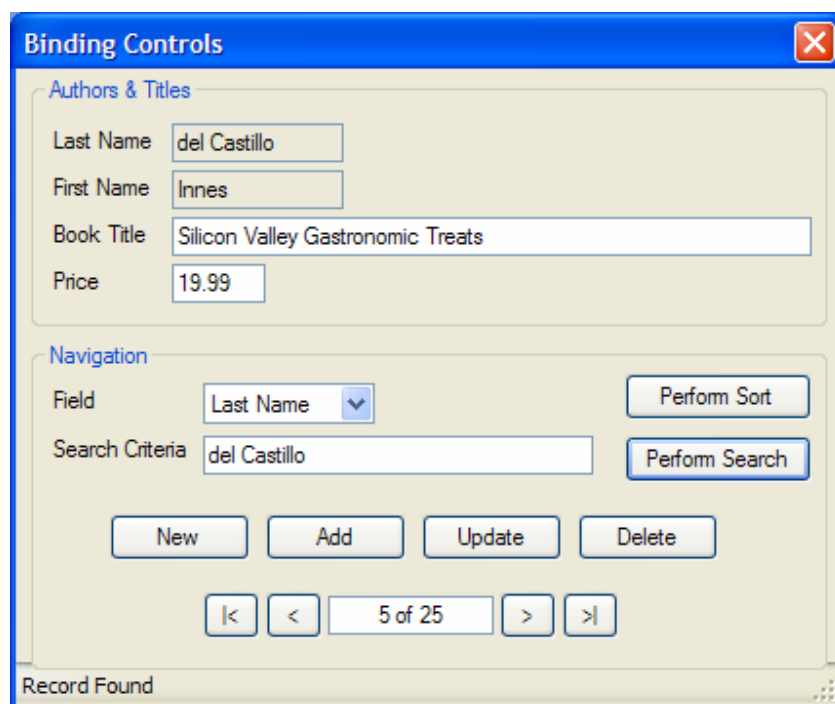 Binding Controls
Authors & Titles
Last Name del Castillo
First Name Innes
Book Title Silicon Valley Gastronomic Treats
Price 19.99
Navigation
Field Last Name Perform Sort
Search Criteria del Castillo Perform Search
New Add Update Delete
|< < 5 of 25 > >|
Record Found